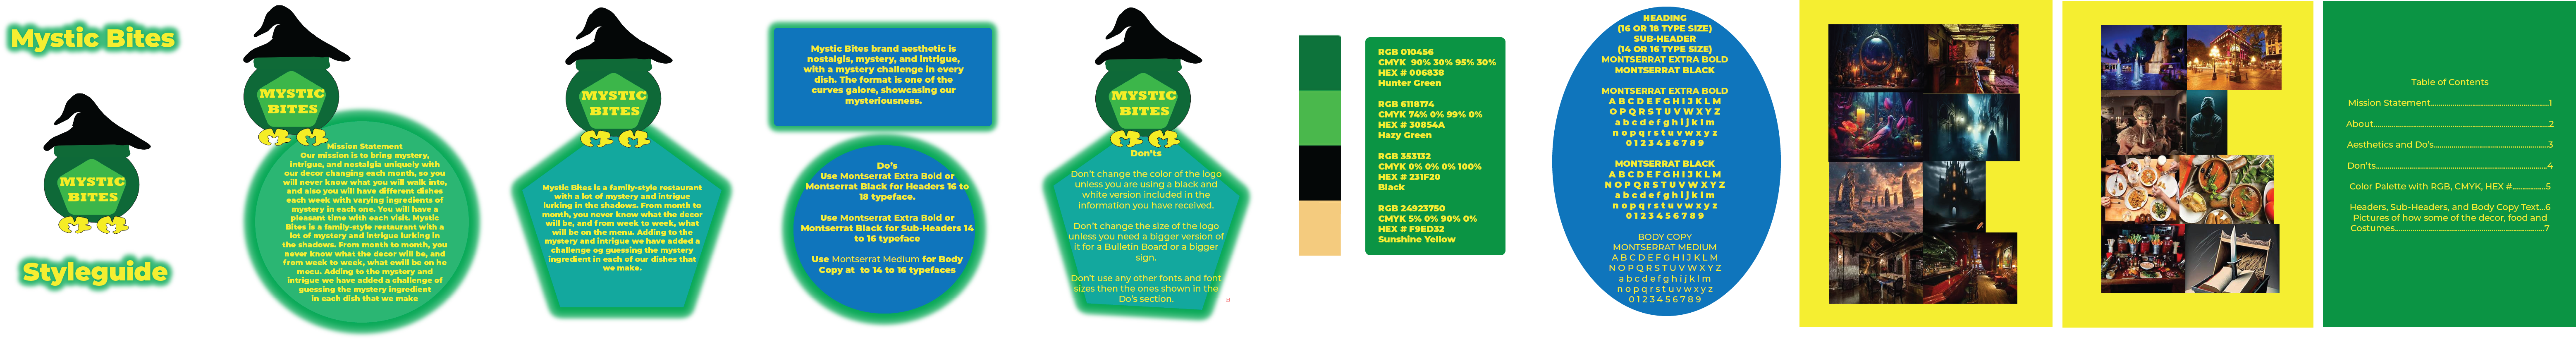 Mystic Bites
MYSTIC
BITES
Styleguide
MYSTIC
BITES
Mission Statement
Our mission is to bring mystery,
intrigue, and nostalgia uniquely with
our decor changing each month, so you
will never know what you will walk into,
and also you will have different dishes
each week with varying ingredients of
mystery in each one. You will have a
pleasant time with each visit. Mystic
Bites is a family-style restaurant with a
lot of mystery and intrigue lurking in
the shadows. From month to month, you
never know what the decor will be, and
from week to week, what ewill be on he
mecu. Adding to the mystery and
intrigue we have added a challenge of
guessing the mystery ingredient
in each dish that we make
MYSTIC
BITES
Mystic Bites is a family-style restaurant
with a lot of mystery and intrigue
lurking in the shadows. From month to
month, you never know what the decor
will be, and from week to week, what
will be on the menu. Adding to the
mystery and intrigue we have added a
challenge og guessing the mystery
ingredient in each of our dishes that
we make.
Mystic Bites brand aesthetic is
nostalgis, mystery, and intrigue,
with a mystery challenge in every
dish. The format is one of the
curves galore, showcasing our
mysteriousness.
Do's
Use Montserrat Extra Bold or
Montserrat Black for Headers 16 to
18 typeface.
Use Montserrat Extra Bold or
Montserrat Black for Sub-Headers 14
to 16 typeface
Use Montserrat Medium for Body
Copy at to 14 to 16 typefaces
MYSTIC
BITES
Don'ts
Don't change the color of the logo
unless you are using a black and
white version included in the
information you have received.
Don't change the size of the logo
unless you need a bigger version of
it for a Bulletin Board or a bigger
sign.
Don't use any other fonts and font
sizes then the ones shown in the
Do's section.
RGB 010456
CMYK 90% 30% 95% 30%
HEX # 006838
Hunter Green
RGB 6118174
CMYK 74% 0% 99% 0%
HEX # 30854A
Hazy Green
RGB 353132
CMYK 0% 0% 0% 100%
HEX # 231F20
Black
RGB 24923750
CMYK 5% 0% 90% 0%
HEX # F9ED32
Sunshine Yellow
HEADING
(16 OR 18 TYPE SIZE)
SUB-HEADER
(14 OR 16 TYPE SIZE)
MONTSERRAT EXTRA BOLD
MONTSERRAT BLACK
MONTSERRAT EXTRA BOLD
A B C D E F G H I J K L M
O P Q R S T U V W X Y Z
a b c d e f g h i j k l m
n o p q r s t u v w x y z
0 1 2 3 4 5 6 7 8 9
MONTSERRAT BLACK
A B C D E F G H I J K L M
N O P Q R S T U V W X Y Z
a b c d e f g h i j k l m
n o p q r s t u v w x y z
0 1 2 3 4 5 6 7 8 9
BODY COPY
MONTSERRAT MEDIUM
A B C D E F G H I J K L M
N O P Q R S T U V W X Y Z
a b c d e f g h i j k l m
n o p q r s t u v w x y z
0 1 2 3 4 5 6 7 8 9
Table of Contents
Mission Statement..................................................1
About..................................................2
Aesthetics and Do's..................................................3
Don'ts..................................................4
Color Palette with RGB, CMYK, HEX #..............5
Headers, Sub-Headers, and Body Copy Text...6
Pictures of how some of the decor, food and
Costumes..................................................7